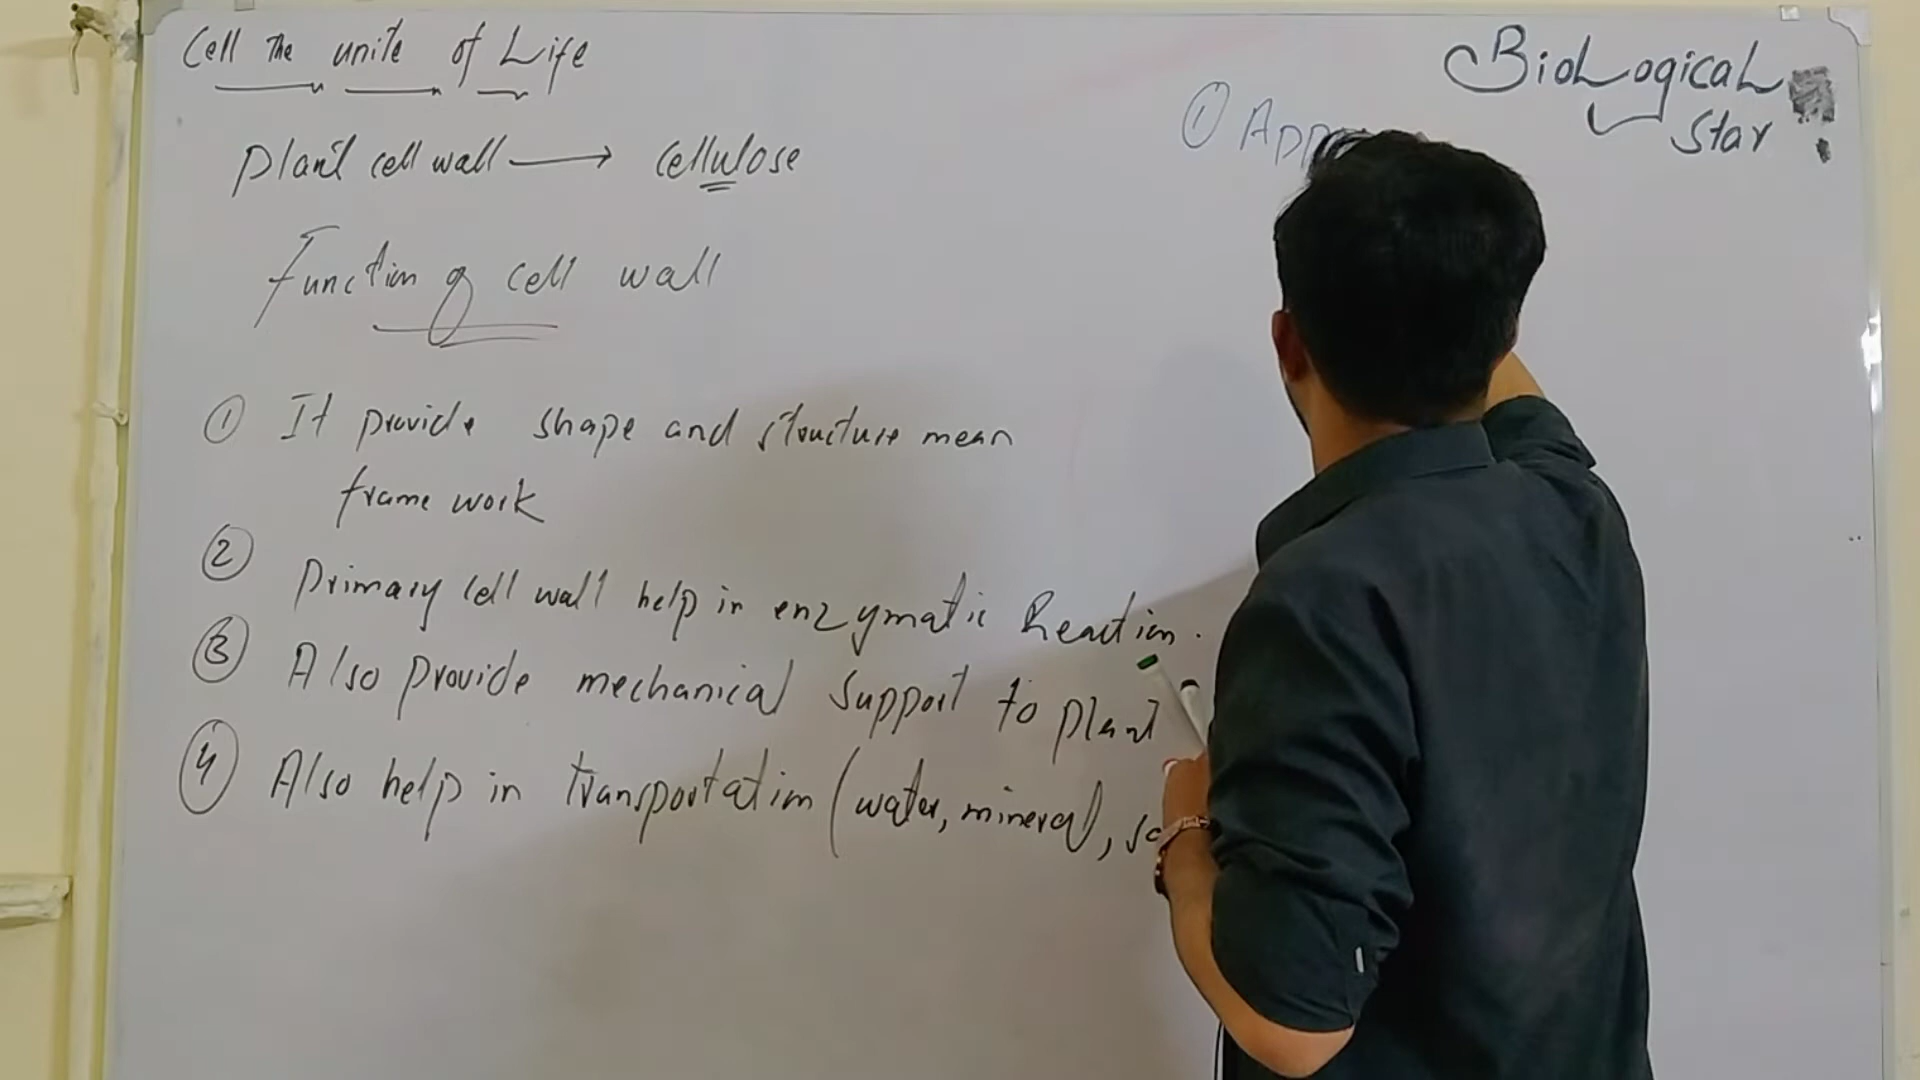 Cell The unite of Life
BioLogical
Star
plant cell wall → cellulose
Function of cell wall
① It provide shape and structure mean
frame work
② Primary cell wall help in enzymatic Reaction.
③ Also provide mechanical support to plant
④ Also help in transportation (water, mineral),
①